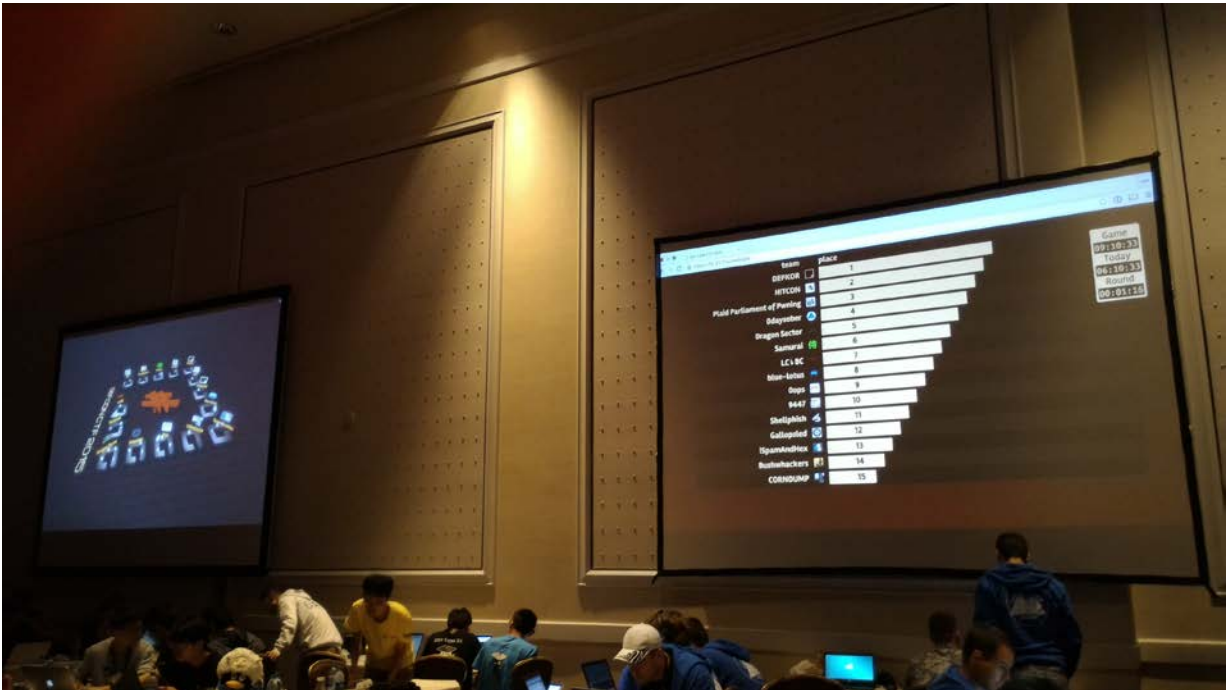 team place
DEFKOR 1
HITCON 2
Plaid Parliament of Pwning 3
0daysober 4
Dragon Sector 5
Samurai 6
LC↯BC 7
blue-lotus 8
0ops 9
9447 10
Shellphish 11
Gallopsled 12
!SpamAndHex 13
Bushwhackers 14
CORNDUMP 15
Game
09:10:33
Today
06:10:33
Round
00:01:16